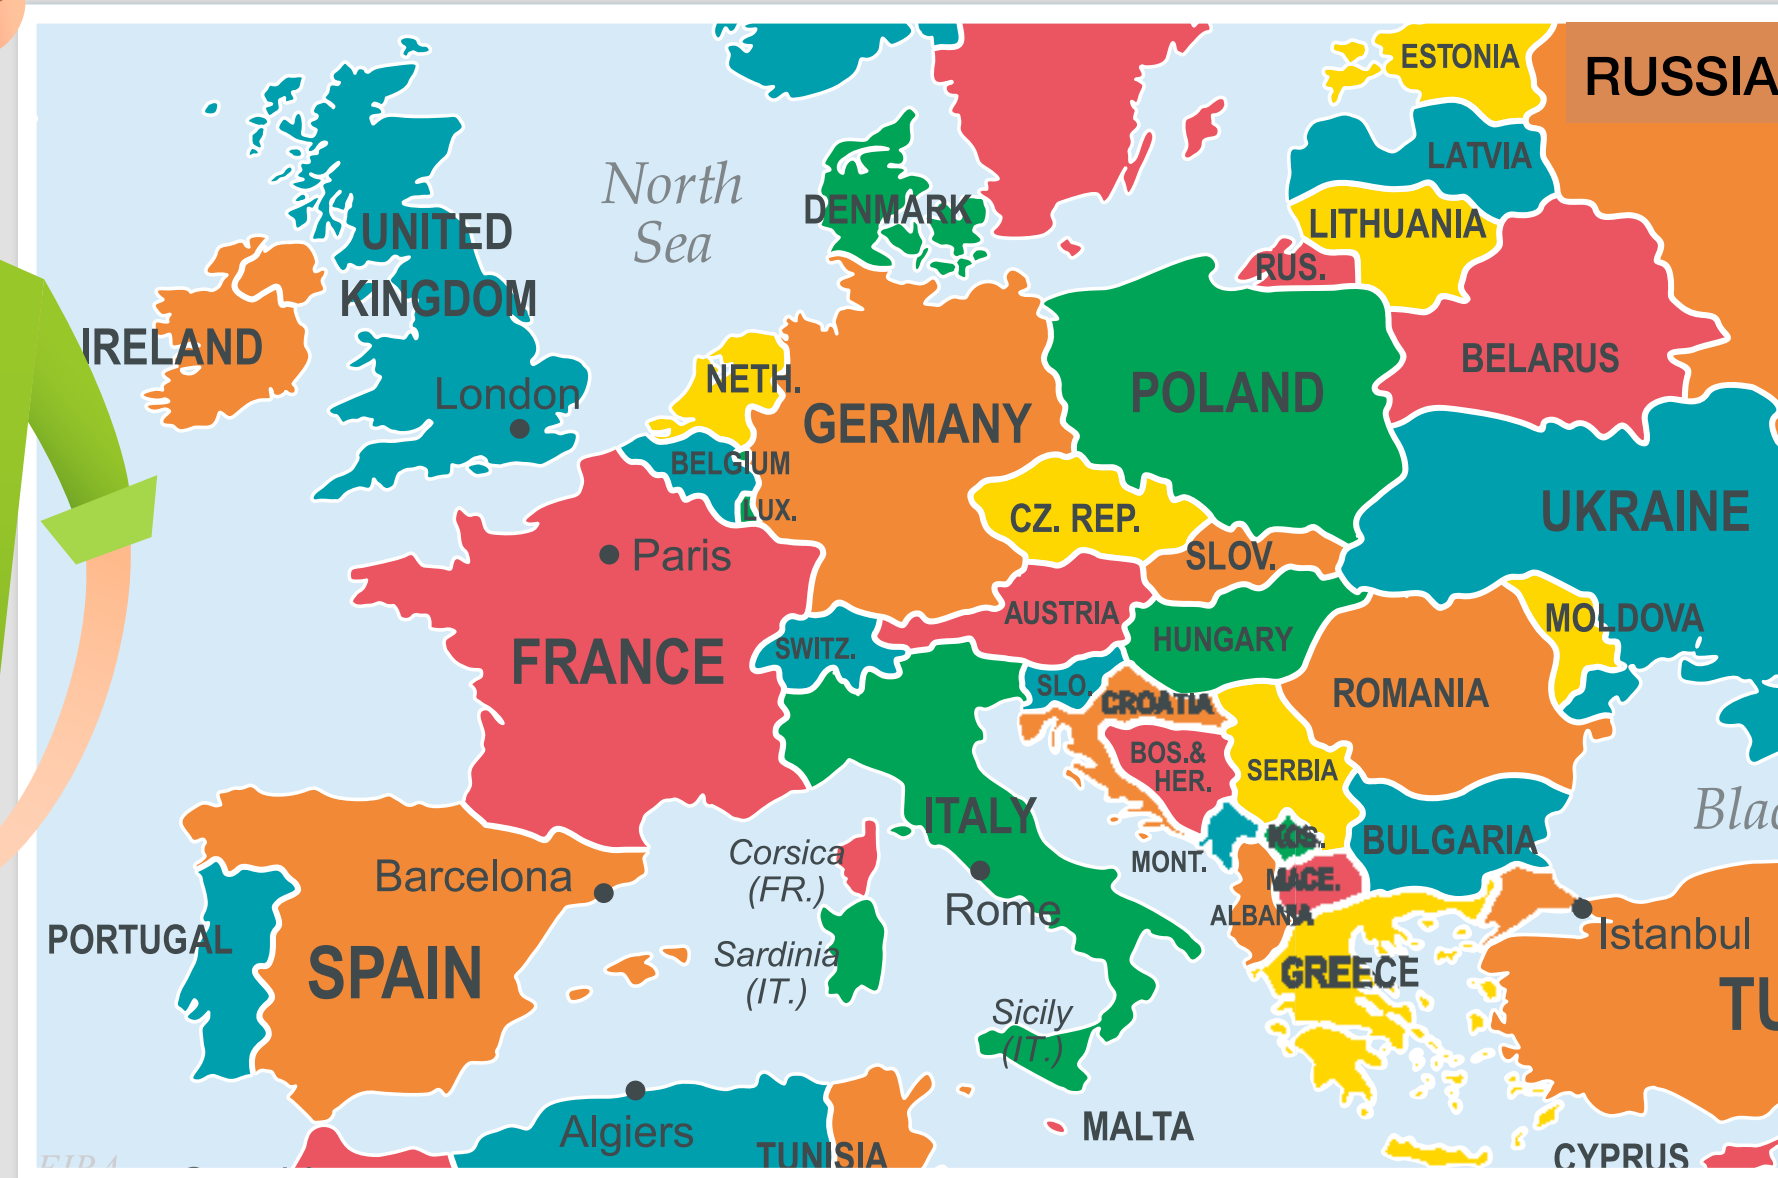 ESTONIA
RUSSIA
LATVIA
North
Sea
DENMARK
LITHUANIA
UNITED
KINGDOM
RUS.
IRELAND
BELARUS
NETH.
POLAND
London
GERMANY
BELGIUM
LUX.
CZ. REP.
UKRAINE
Paris
SLOV.
AUSTRIA
MOLDOVA
FRANCE
SWITZ.
HUNGARY
SLO.
CROATIA
ROMANIA
BOS.&
HER.
SERBIA
ITALY
KOS.
BULGARIA
Corsica
(FR.)
MONT.
Barcelona
MACE.
Rome
ALBANIA
PORTUGAL
SPAIN
Sardinia
(IT.)
Istanbul
GREECE
Sicily
(IT.)
Algiers
MALTA
TUNISIA
CYPRUS